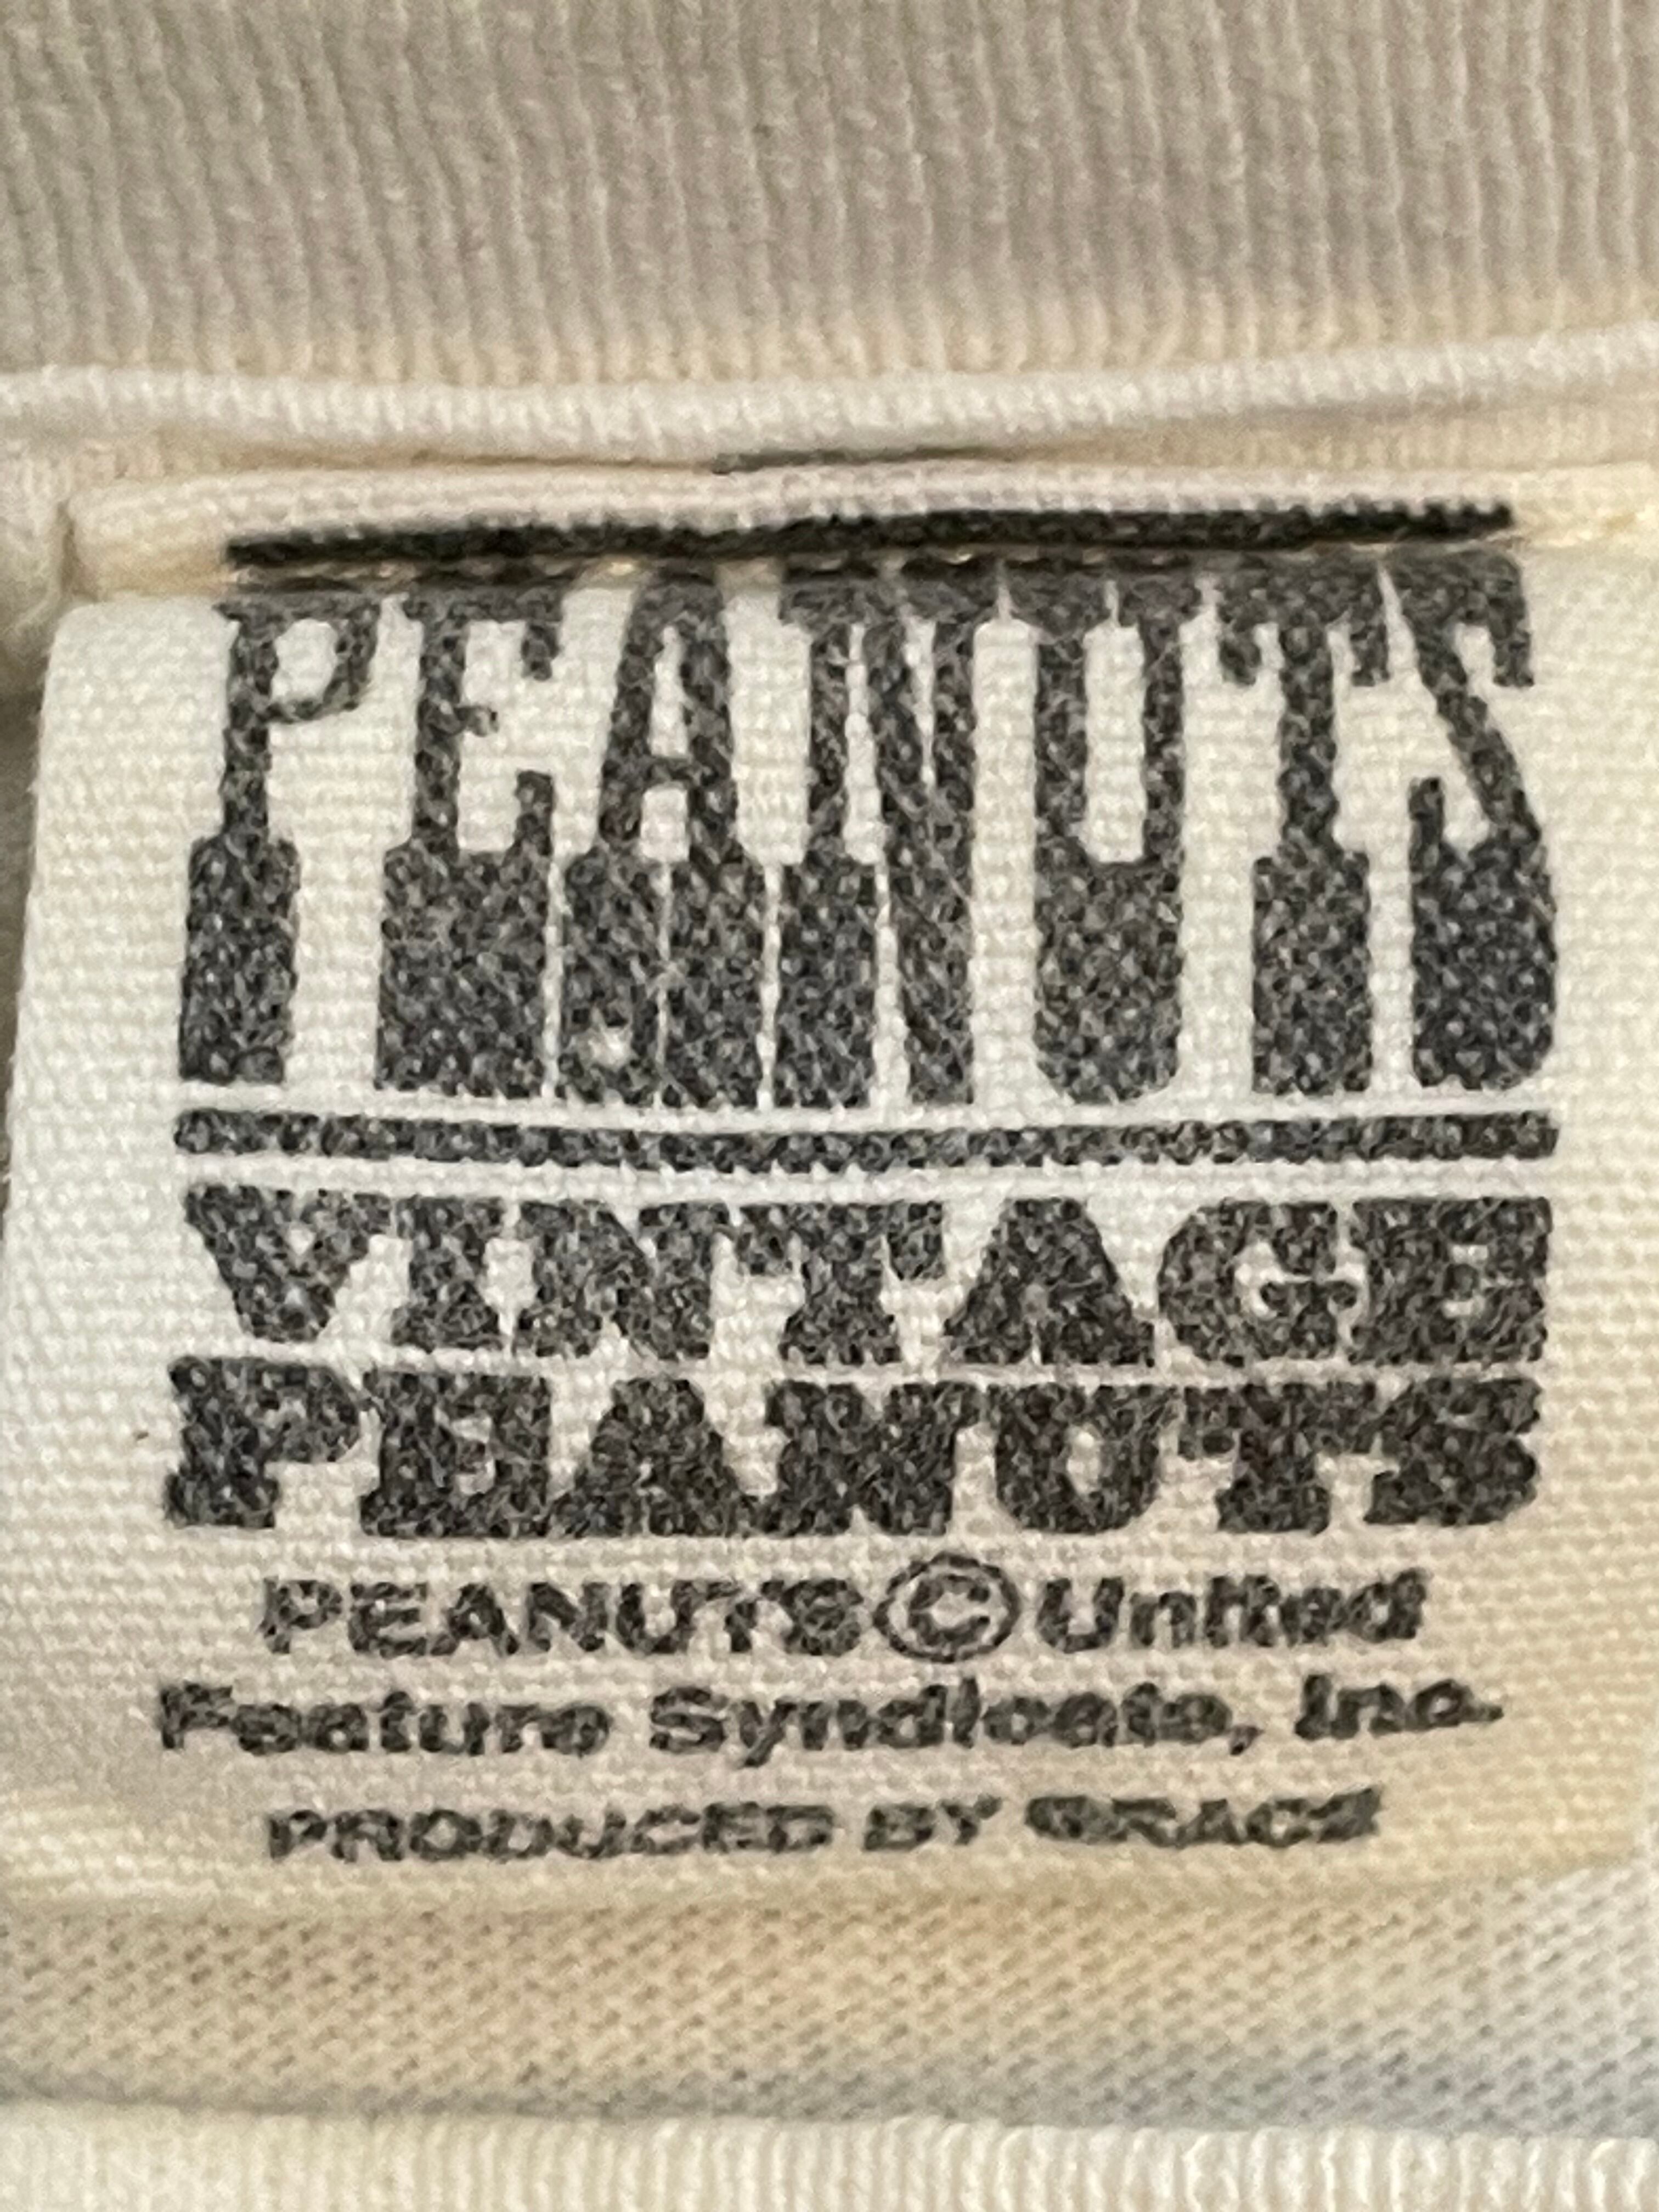 PEANUTS
VINTAGE
PEANUTS
PEANUTS©United
Feature Syndicate, Inc.
PRODUCED BY GRACE